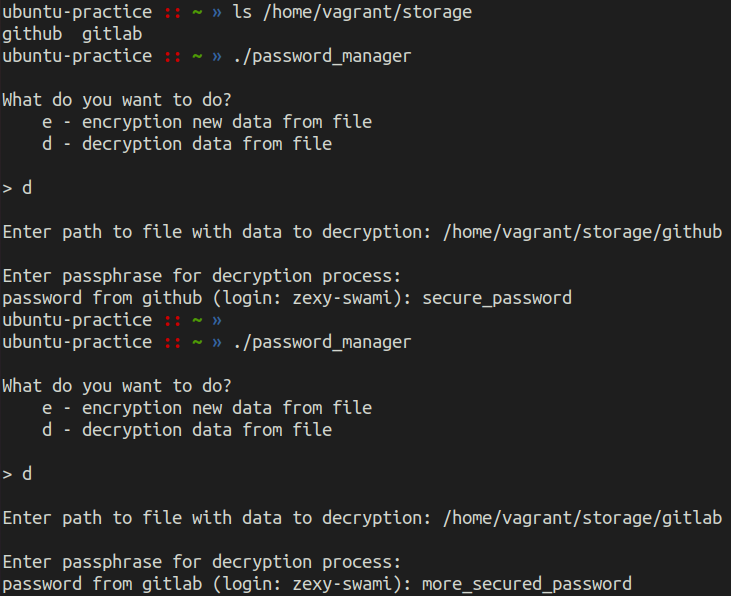 ubuntu-practice :: ~ » ls /home/vagrant/storage
github  gitlab
ubuntu-practice :: ~ » ./password_manager
What do you want to do?
    e - encryption new data from file
    d - decryption data from file
> d
Enter path to file with data to decryption: /home/vagrant/storage/github
Enter passphrase for decryption process:
password from github (login: zexy-swami): secure_password
ubuntu-practice :: ~ »
ubuntu-practice :: ~ » ./password_manager
What do you want to do?
    e - encryption new data from file
    d - decryption data from file
> d
Enter path to file with data to decryption: /home/vagrant/storage/gitlab
Enter passphrase for decryption process:
password from gitlab (login: zexy-swami): more_secured_password